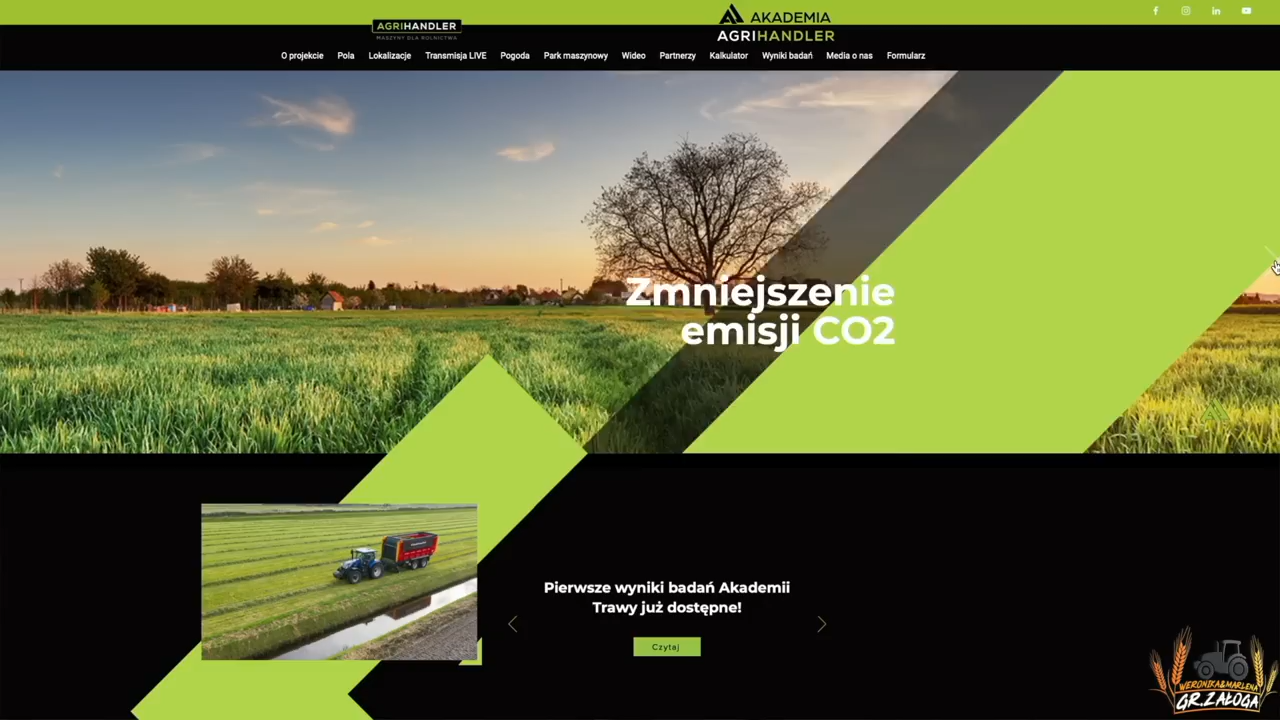 AGRIHANDLER
MASZYNY DLA ROLNICTWA
AKADEMIA
AGRIHANDLER
O projekcie Pola Lokalizacje Transmisja LIVE Pogoda Park maszynowy Wideo Partnerzy Kalkulator Wyniki badań Media o nas Formularz
Zmniejszenie
emisji CO2
Pierwsze wyniki badań Akademii
Trawy już dostępne!
Czytaj
WERONIKA&MARLENA
GR.ZAŁOGA